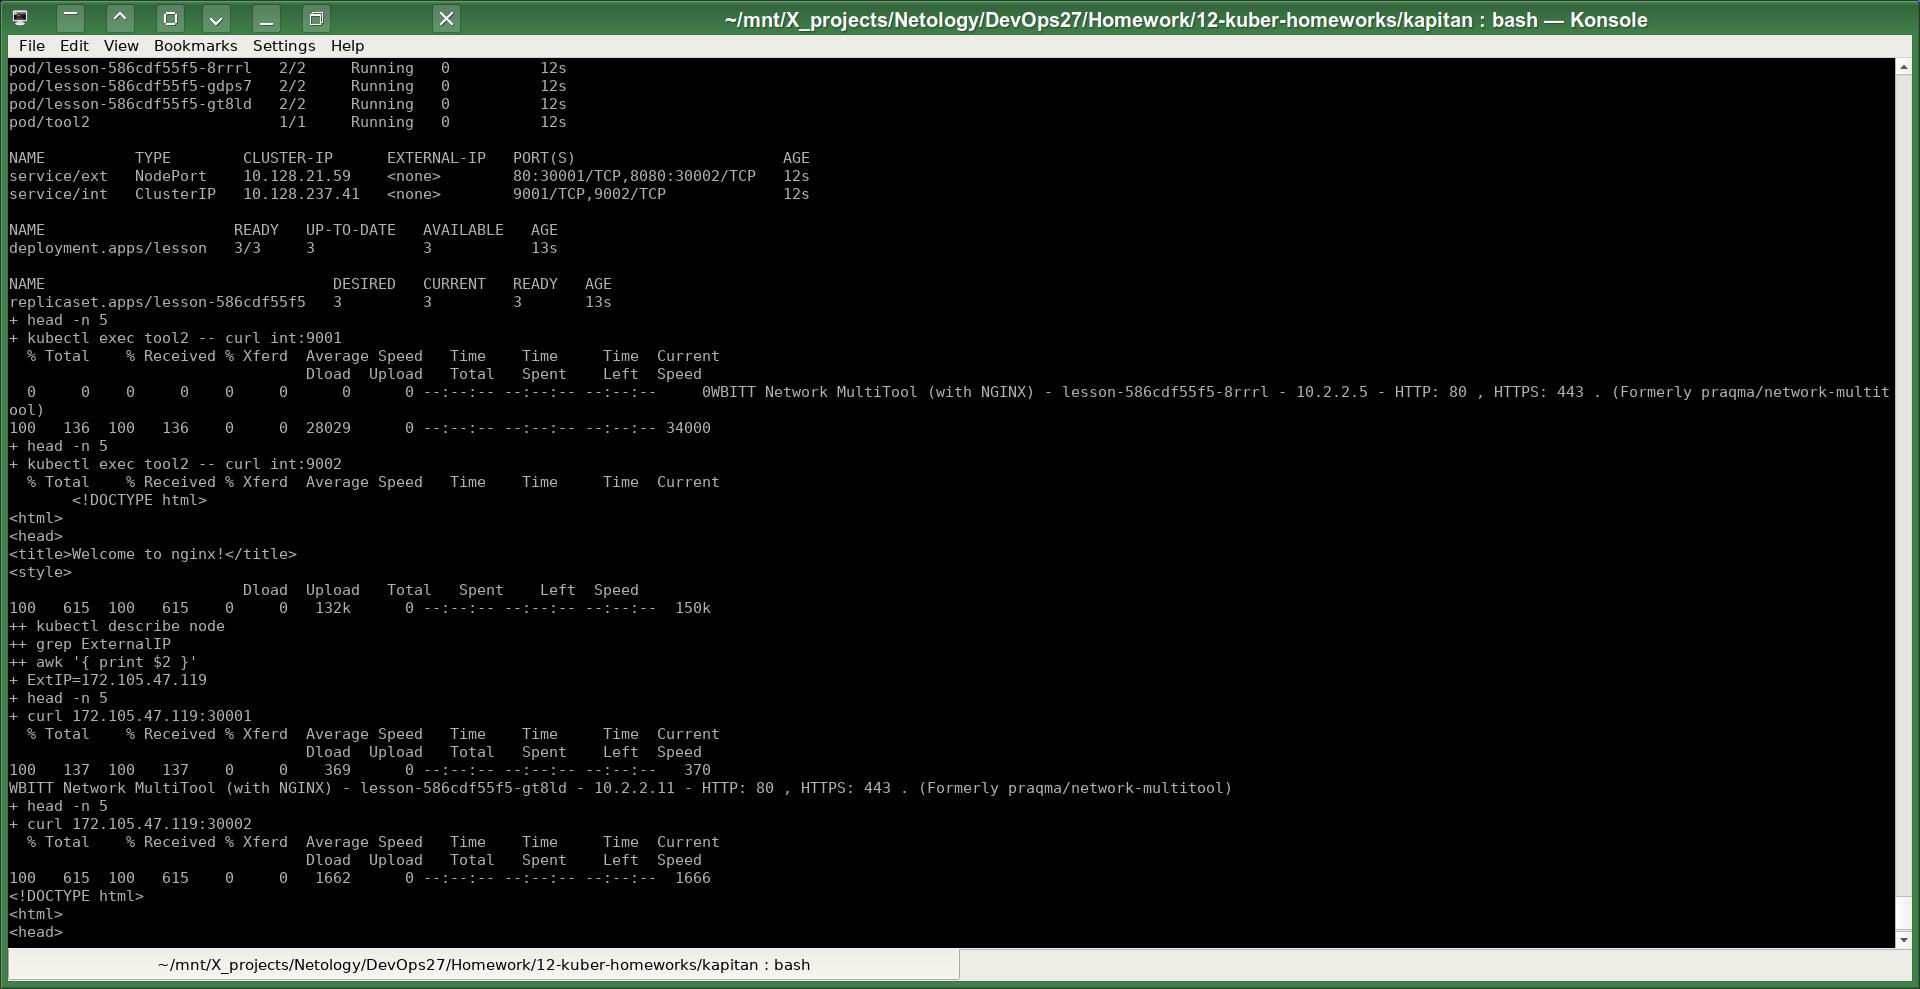 ~/mnt/X_projects/Netology/DevOps27/Homework/12-kuber-homeworks/kapitan : bash — Konsole
File Edit View Bookmarks Settings Help
pod/lesson-586cdf55f5-8rrrl   2/2     Running   0          12s
pod/lesson-586cdf55f5-gdps7   2/2     Running   0          12s
pod/lesson-586cdf55f5-gt8ld   2/2     Running   0          12s
pod/tool2                     1/1     Running   0          12s
NAME          TYPE        CLUSTER-IP      EXTERNAL-IP   PORT(S)                       AGE
service/ext   NodePort    10.128.21.59    <none>        80:30001/TCP,8080:30002/TCP   12s
service/int   ClusterIP   10.128.237.41   <none>        9001/TCP,9002/TCP             12s
NAME                     READY   UP-TO-DATE   AVAILABLE   AGE
deployment.apps/lesson   3/3     3            3           13s
NAME                                DESIRED   CURRENT   READY   AGE
replicaset.apps/lesson-586cdf55f5   3         3         3       13s
+ head -n 5
+ kubectl exec tool2 -- curl int:9001
  % Total    % Received % Xferd  Average Speed   Time    Time     Time  Current
                                 Dload  Upload   Total   Spent    Left  Speed
  0     0    0     0    0     0      0      0 --:--:-- --:--:-- --:--:--     0WBITT Network MultiTool (with NGINX) - lesson-586cdf55f5-8rrrl - 10.2.2.5 - HTTP: 80 , HTTPS: 443 . (Formerly praqma/network-multit
ool)
100   136  100   136    0     0  28029      0 --:--:-- --:--:-- --:--:-- 34000
+ head -n 5
+ kubectl exec tool2 -- curl int:9002
  % Total    % Received % Xferd  Average Speed   Time    Time     Time  Current
       <!DOCTYPE html>
<html>
<head>
<title>Welcome to nginx!</title>
<style>
                          Dload  Upload   Total   Spent    Left  Speed
100   615  100   615    0     0   132k      0 --:--:-- --:--:-- --:--:--  150k
++ kubectl describe node
++ grep ExternalIP
++ awk '{ print $2 }'
+ ExtIP=172.105.47.119
+ head -n 5
+ curl 172.105.47.119:30001
  % Total    % Received % Xferd  Average Speed   Time    Time     Time  Current
                                 Dload  Upload   Total   Spent    Left  Speed
100   137  100   137    0     0    369      0 --:--:-- --:--:-- --:--:--   370
WBITT Network MultiTool (with NGINX) - lesson-586cdf55f5-gt8ld - 10.2.2.11 - HTTP: 80 , HTTPS: 443 . (Formerly praqma/network-multitool)
+ head -n 5
+ curl 172.105.47.119:30002
  % Total    % Received % Xferd  Average Speed   Time    Time     Time  Current
                                 Dload  Upload   Total   Spent    Left  Speed
100   615  100   615    0     0   1662      0 --:--:-- --:--:-- --:--:--  1666
<!DOCTYPE html>
<html>
<head>
~/mnt/X_projects/Netology/DevOps27/Homework/12-kuber-homeworks/kapitan : bash